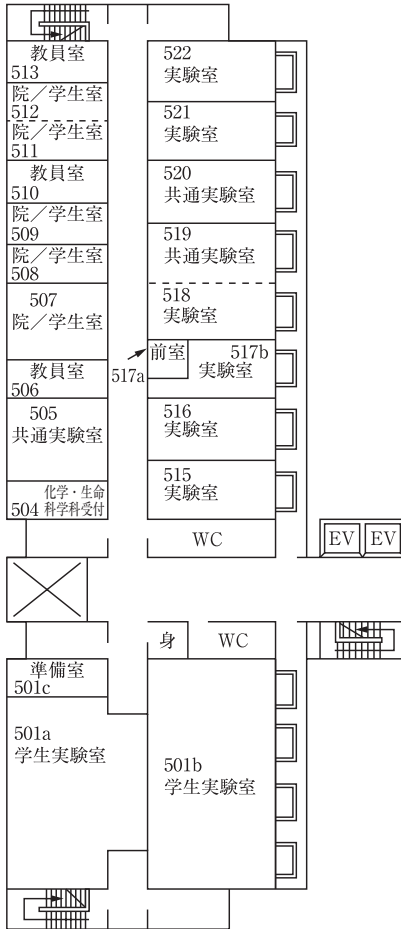 教員室
513
院／学生室
512
院／学生室
511
教員室
510
院／学生室
509
院／学生室
508
507
院／学生室
教員室
506
505
共通実験室
化学・生命
504 科学科受付
522
実験室
521
実験室
520
共通実験室
519
共通実験室
518
実験室
前室
517a
517b
実験室
516
実験室
515
実験室
WC
EV
EV
身
WC
準備室
501c
501a
学生実験室
501b
学生実験室